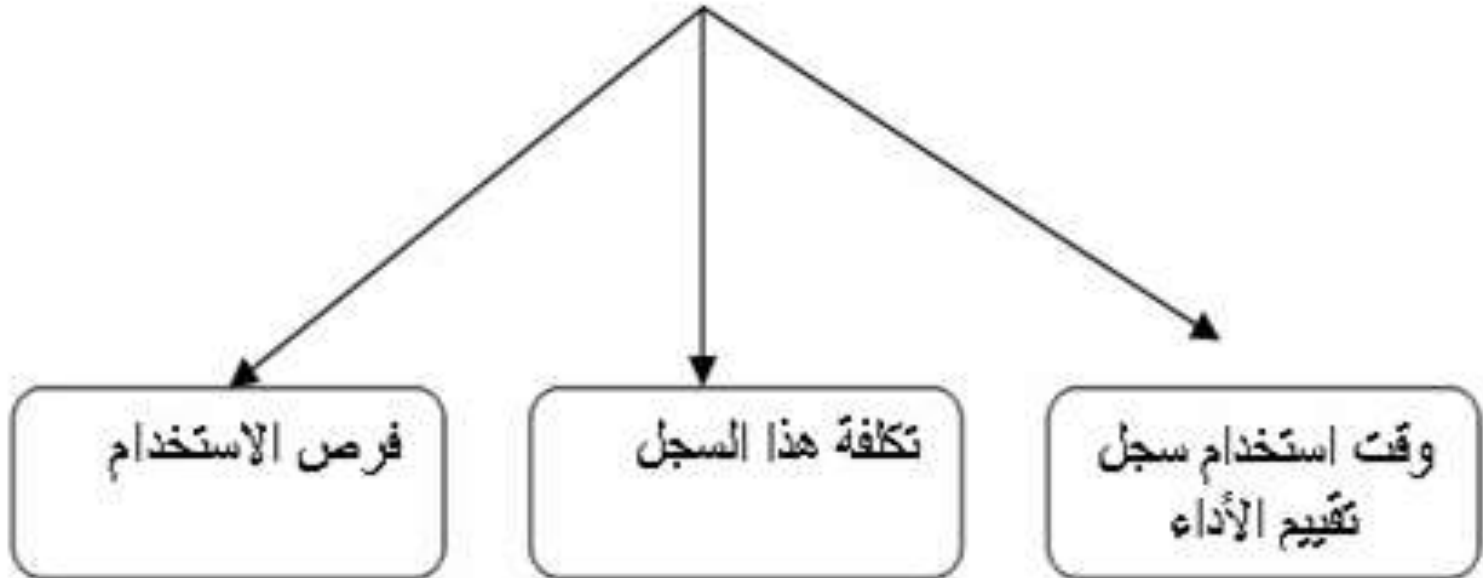 وقت استخدام سجل
تقييم الأداء
تكلفة هذا السجل
فرص الاستخدام